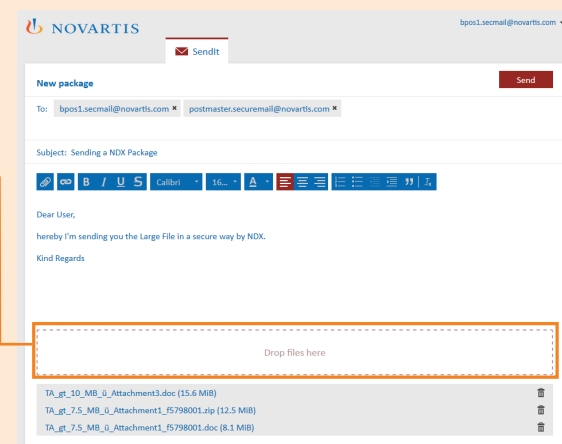 NOVARTIS
bpos1.secmail@novartis.com
SendIt
New package
Send
To: bpos1.secmail@novartis.com × postmaster.securemail@novartis.com ×
Subject: Sending a NDX Package
B I U S Calibri 16... A
Dear User,
hereby I'm sending you the Large File in a secure way by NDX.
Kind Regards
Drop files here
TA_gt_10_MB_ü_Attachment3.doc (15.6 MiB)
TA_gt_7.5_MB_ü_Attachment1_f5798001.zip (12.5 MiB)
TA_gt_7.5_MB_ü_Attachment1_f5798001.doc (8.1 MiB)